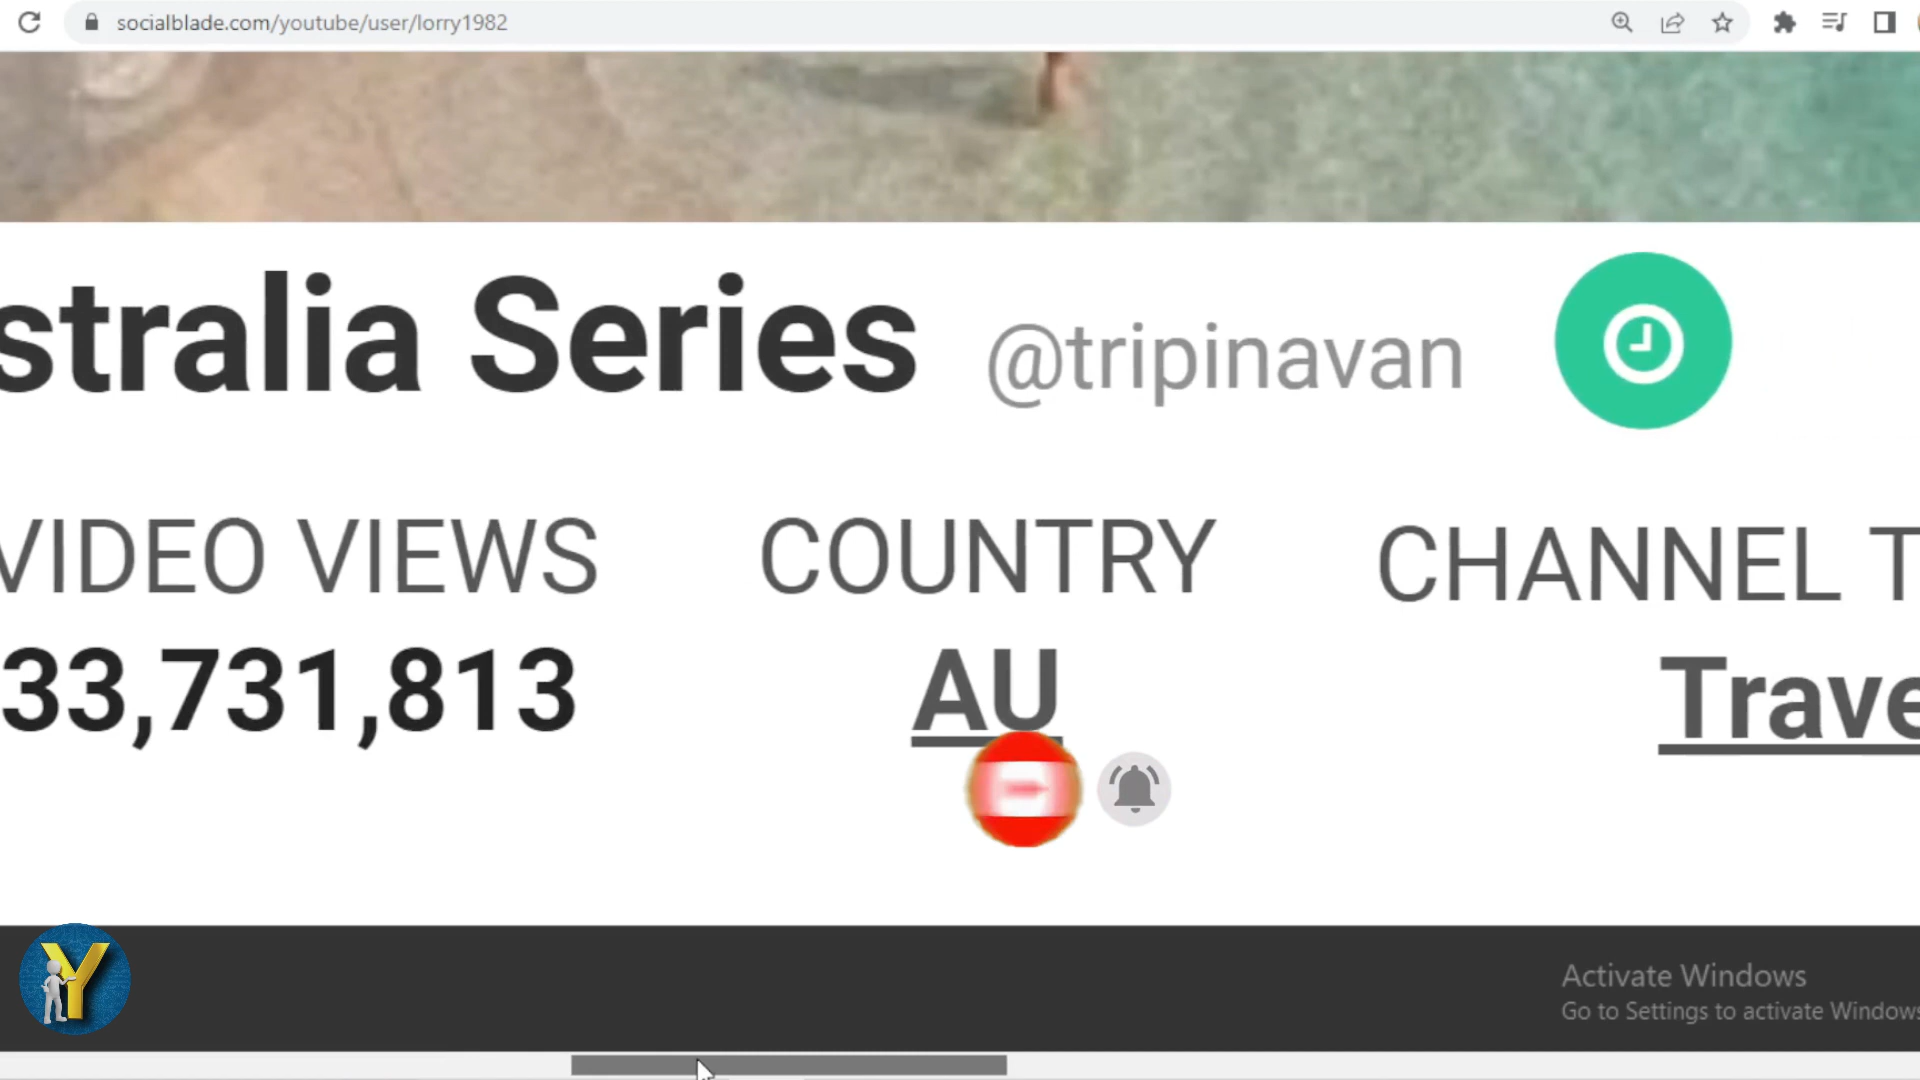 socialblade.com/youtube/user/lorry1982
stralia Series @tripinavan
VIDEO VIEWS COUNTRY CHANNEL T
33,731,813 AU Trave
Y
Activate Windows
Go to Settings to activate Windows